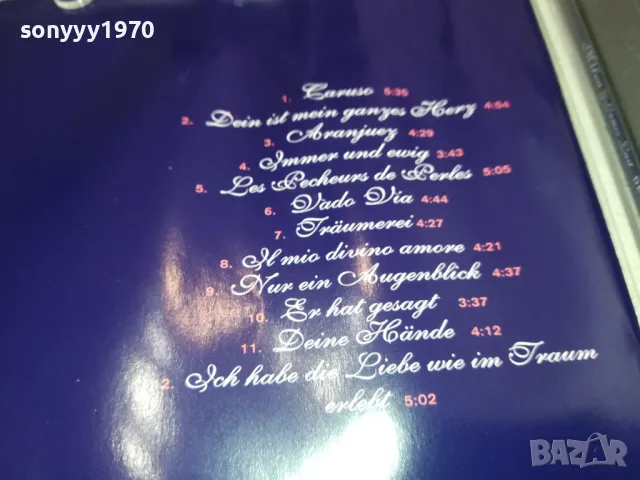 sonyyy1970
1. Caruso 5:35
2. Dein ist mein ganzes Herz 4:54
3. Aranjuez 4:29
4. Immer und ewig 3:43
5. Les Pecheurs de Perles 5:05
6. Vado Via 4:44
7. Träumerei 4:27
8. Il mio divino amore 4:21
9. Nur ein Augenblick 4:37
10. Er hat gesagt 3:37
11. Deine Hände 4:12
2. Ich habe die Liebe wie im Traum
erlebt 5:02
BAZAR